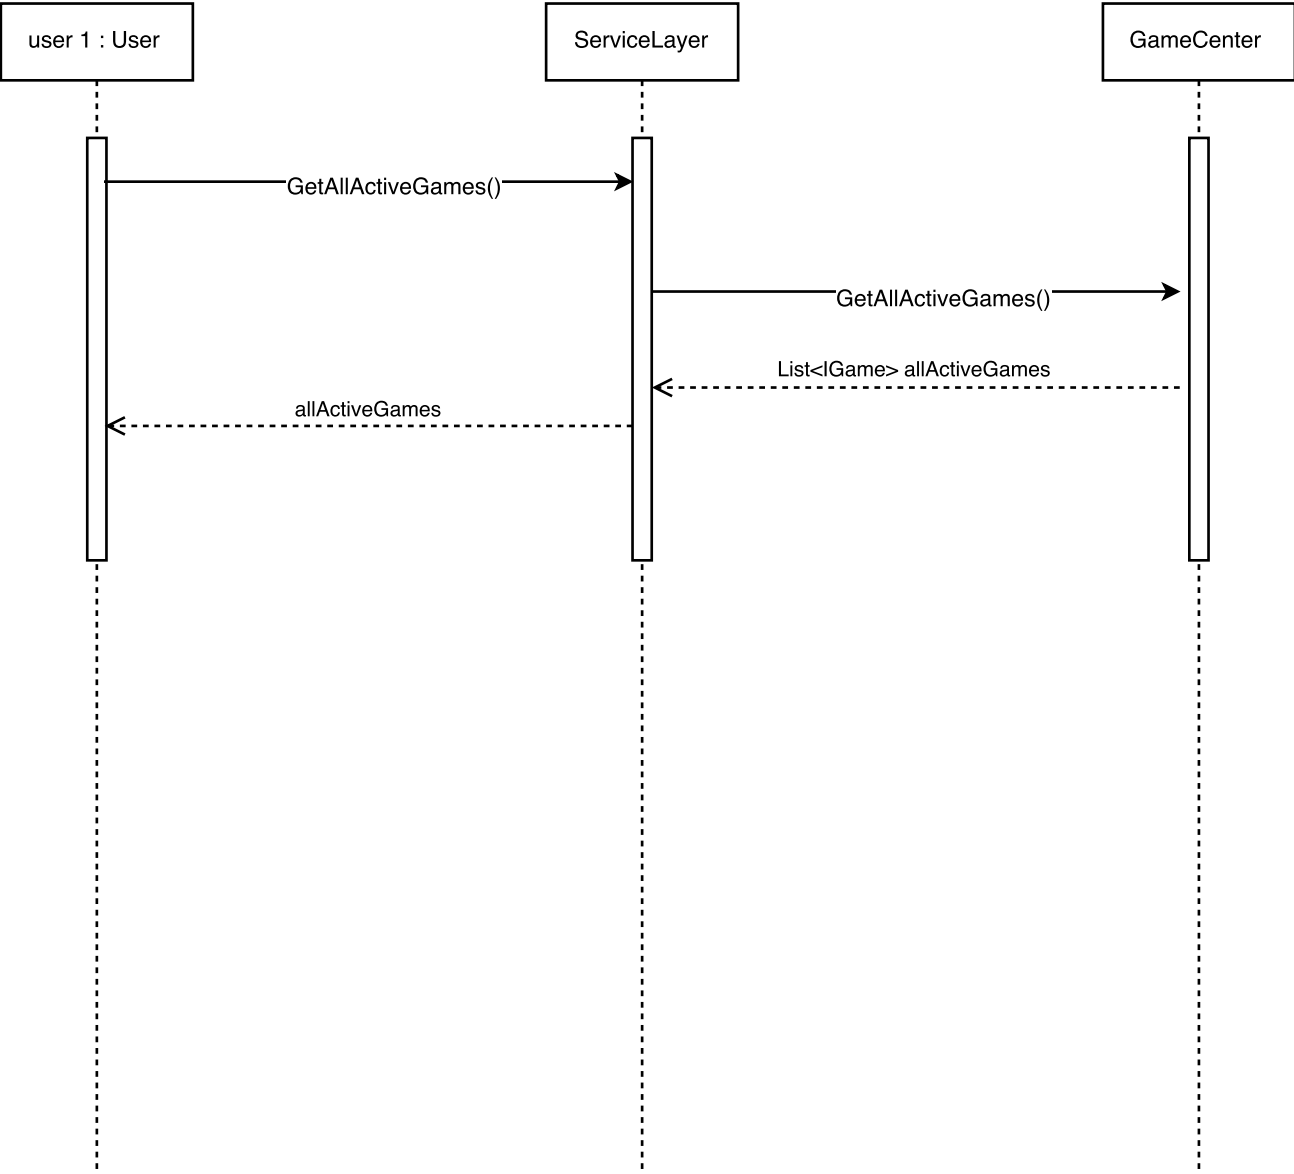 user 1 : User
ServiceLayer
GameCenter
GetAllActiveGames()
GetAllActiveGames()
List<IGame> allActiveGames
allActiveGames